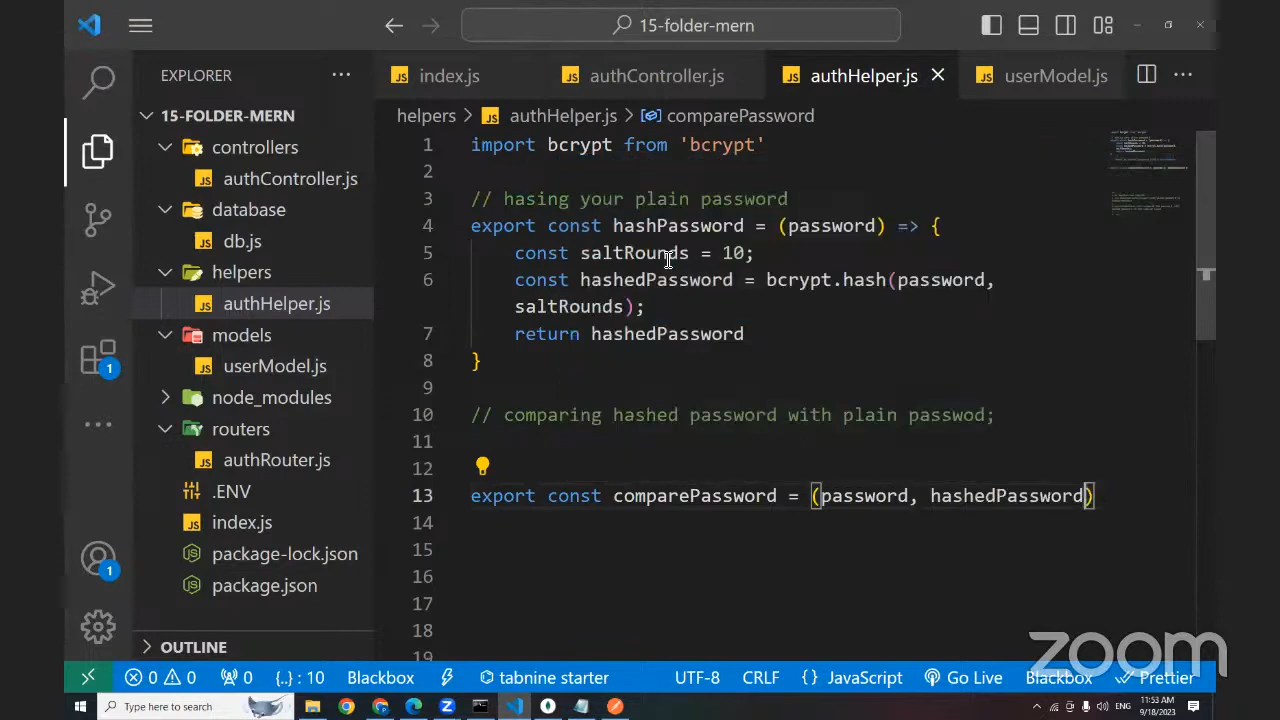 15-folder-mern
EXPLORER
15-FOLDER-MERN
controllers
authController.js
database
db.js
helpers
authHelper.js
models
userModel.js
node_modules
routers
authRouter.js
.ENV
index.js
package-lock.json
package.json
OUTLINE
index.js
authController.js
authHelper.js
userModel.js
helpers > authHelper.js > comparePassword
1 import bcrypt from 'bcrypt'
2
3 // hasing your plain password
4 export const hashPassword = (password) => {
5 const saltRounds = 10;
6 const hashedPassword = bcrypt.hash(password,
saltRounds);
7 return hashedPassword
8 }
9
10 // comparing hashed password with plain passwod;
11
12
13 export const comparePassword = (password, hashedPassword)
14
15
16
17
18
19
1
1
zoom
0 0 0 {..} : 10 Blackbox tabnine starter UTF-8 CRLF { } JavaScript Go Live Blackbox Prettier
Type here to search
ENG
11:53 AM
9/18/2023